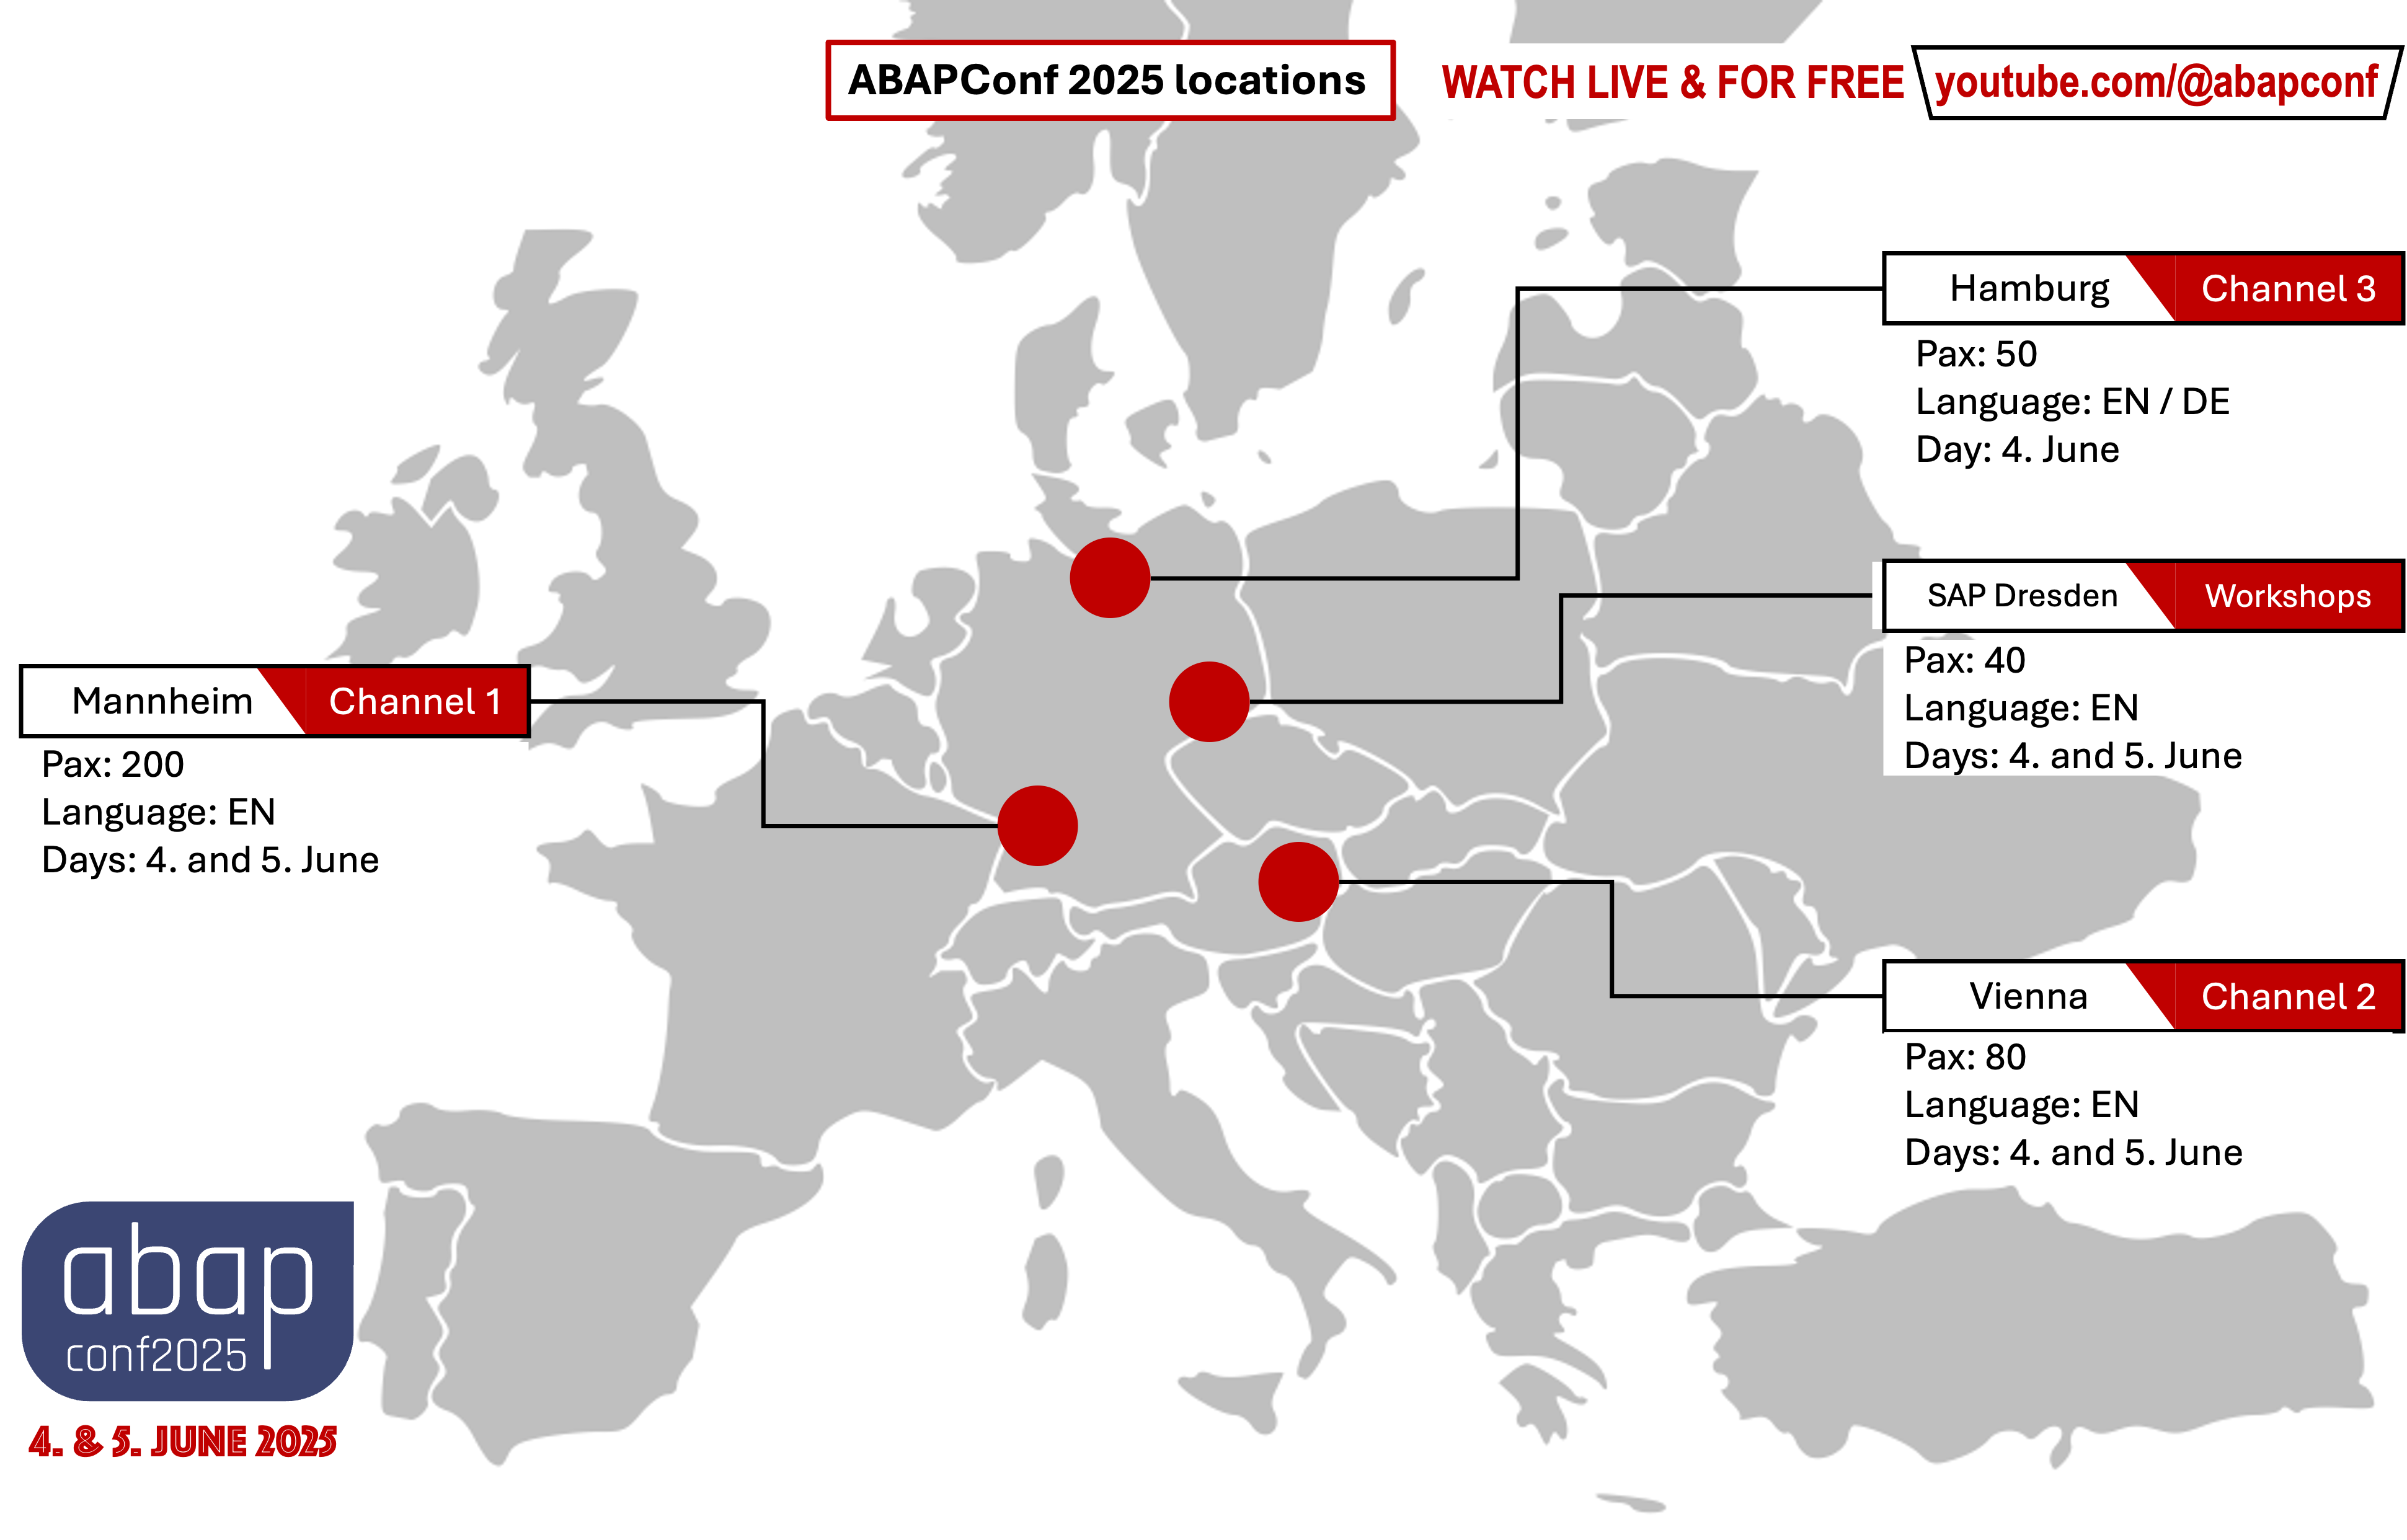 ABAPConf 2025 locations
WATCH LIVE & FOR FREE
youtube.com/@abapconf
Hamburg Channel 3
Pax: 50
Language: EN / DE
Day: 4. June
SAP Dresden Workshops
Pax: 40
Language: EN
Days: 4. and 5. June
Mannheim Channel 1
Pax: 200
Language: EN
Days: 4. and 5. June
Vienna Channel 2
Pax: 80
Language: EN
Days: 4. and 5. June
abap
conf2025
4. & 5. JUNE 2025